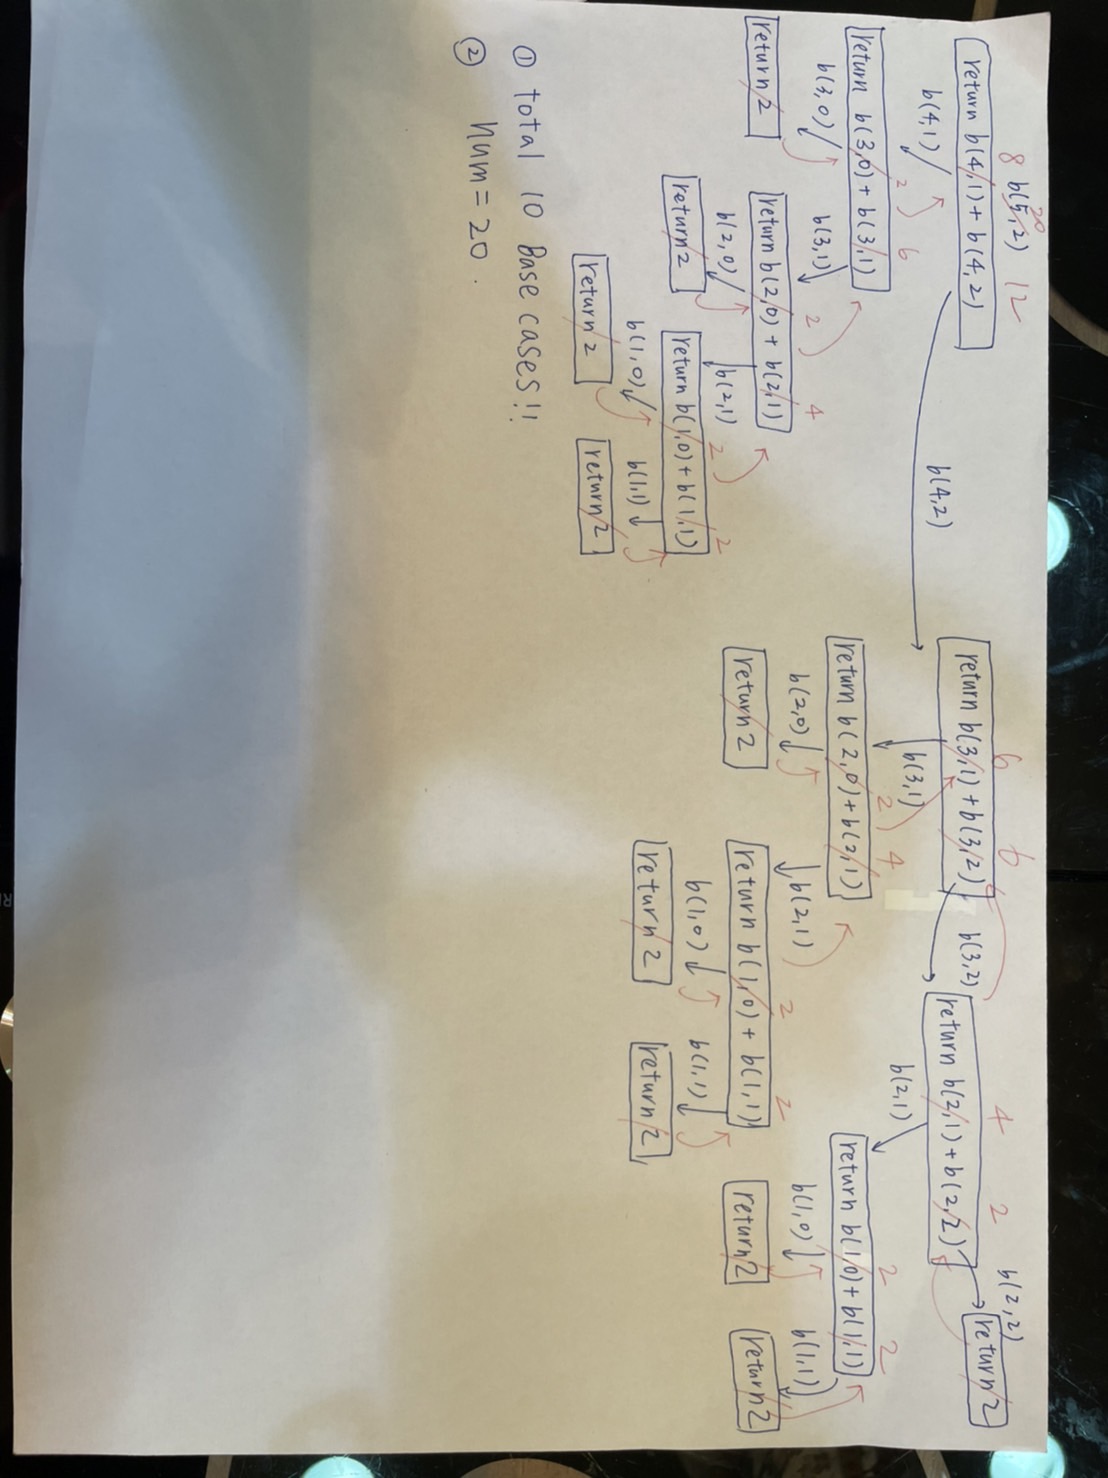 20
8 b(5,2) 12
return b(4,1) + b(4,2)
b(4,1)
b(4,2)
2 6
return b(3,0) + b(3,1)
b(3,0) b(3,1)
return 2
2 4
return b(2,0) + b(2,1)
b(2,0) b(2,1)
return 2
2 2
return b(1,0) + b(1,1)
b(1,0) b(1,1)
return 2
return 2
6 6
return b(3,1) + b(3,2)
b(3,1)
b(3,2)
2 4
return b(2,0) + b(2,1)
b(2,0) b(2,1)
return 2
2 2
return b(1,0) + b(1,1)
b(1,0) b(1,1)
return 2
return 2
4 2
return b(2,1) + b(2,2)
b(2,2)
return 2
b(2,1)
2 2
return b(1,0) + b(1,1)
b(1,0) b(1,1)
return 2
return 2
① total 10 Base cases!!
② num = 20.